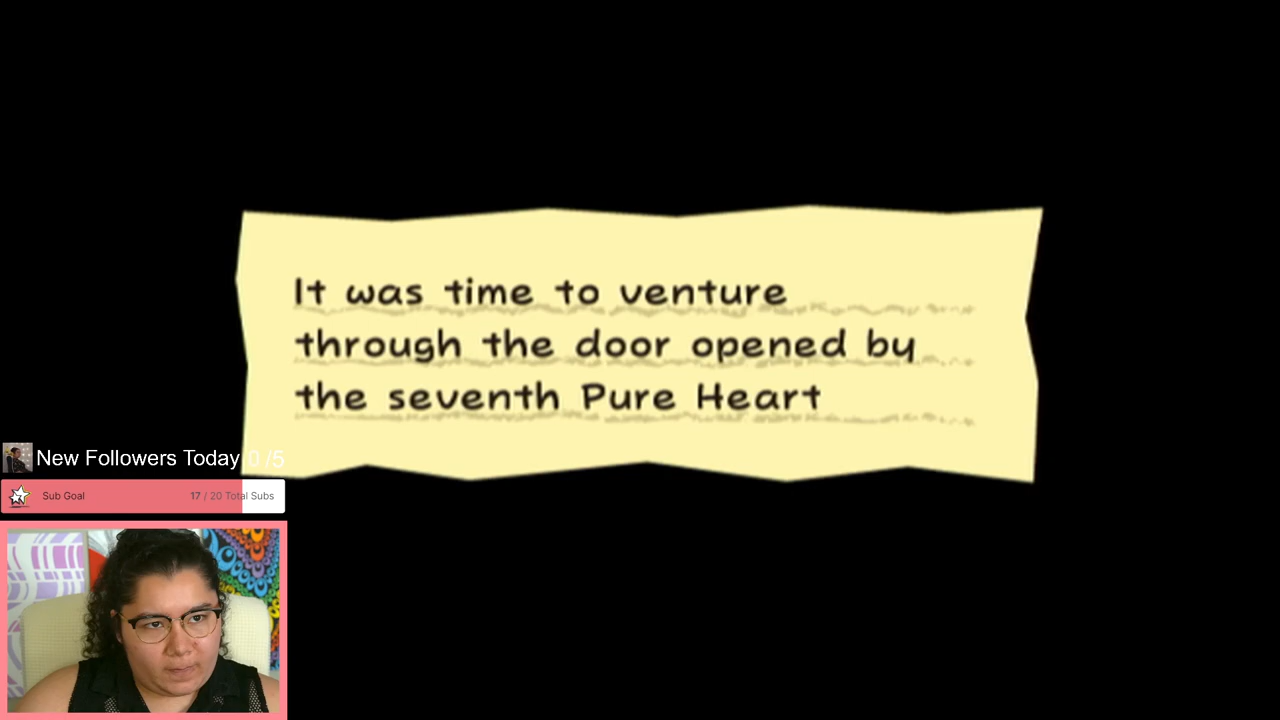 It was time to venture
through the door opened by
the seventh Pure Heart
New Followers Today 0 /5
Sub Goal 17 / 20 Total Subs